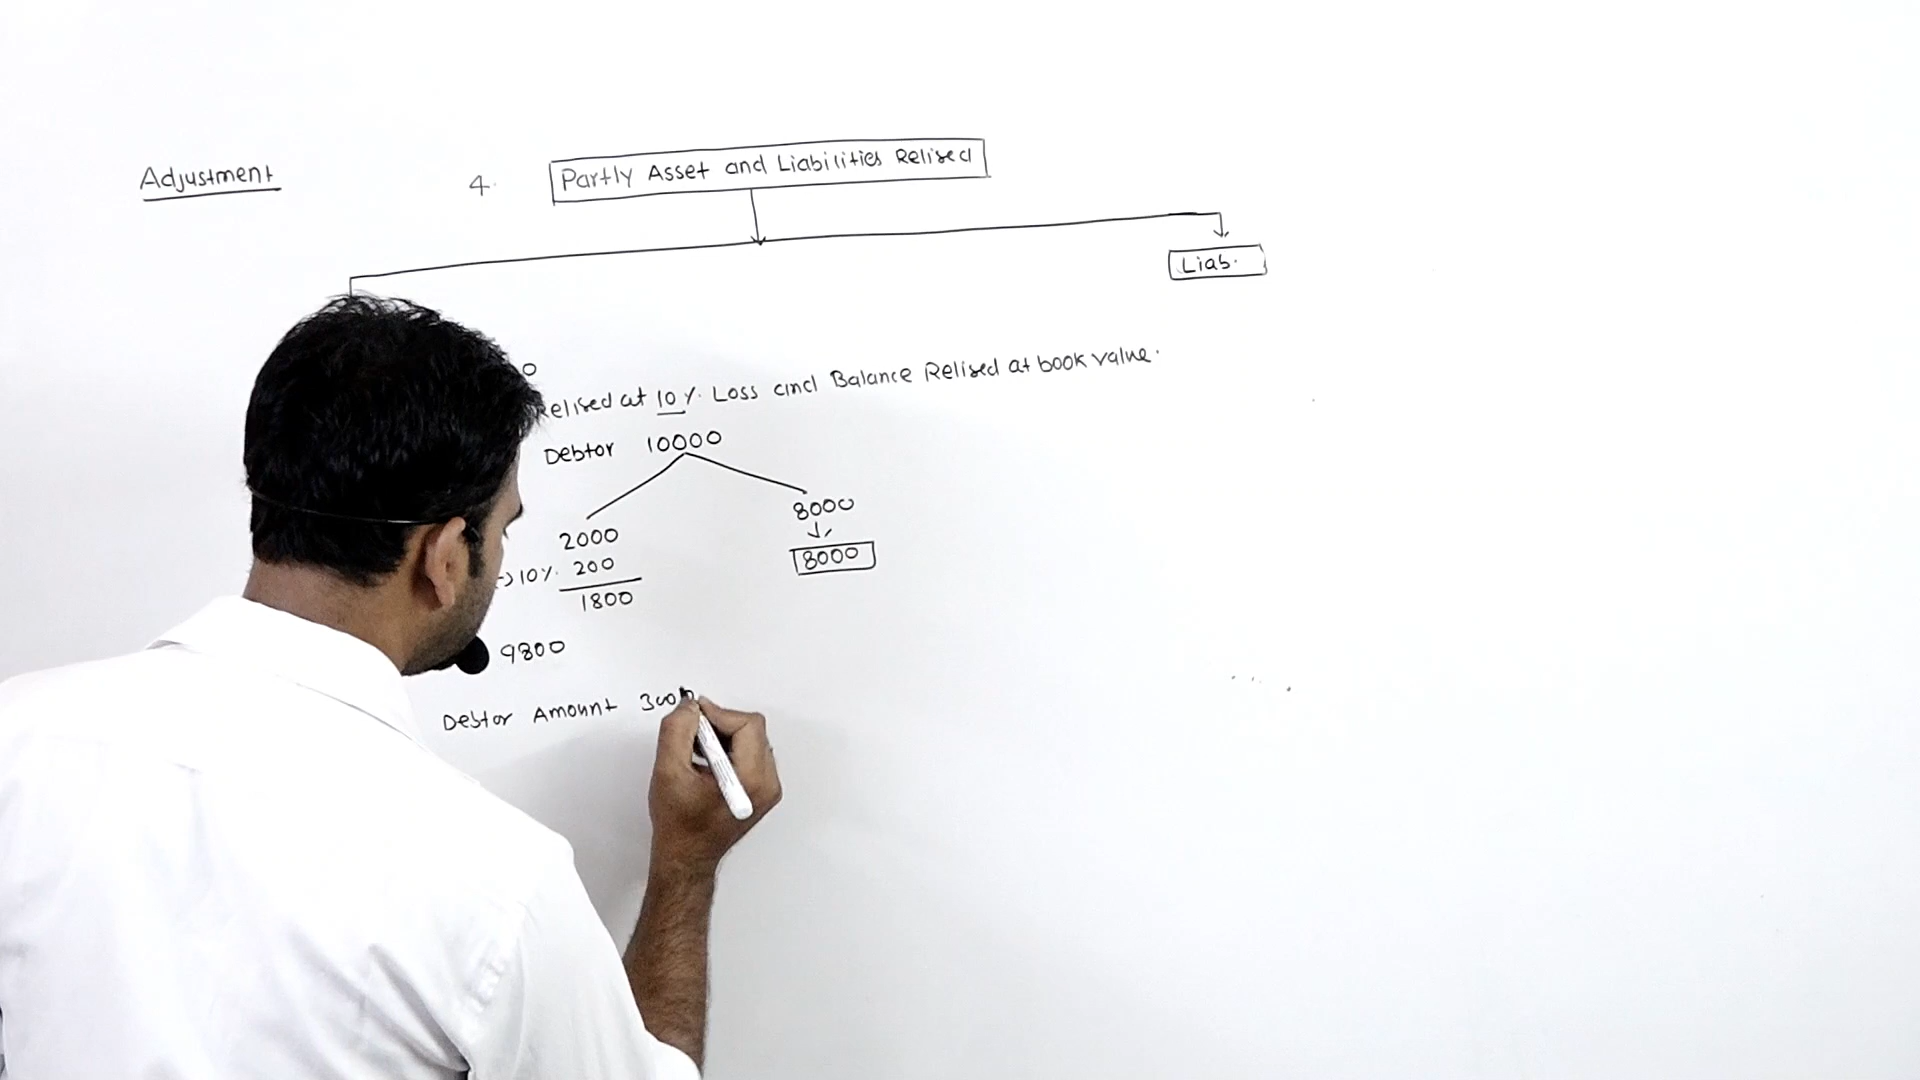 Adjustment
4.
Partly Asset and Liabilities Relised
Liab.
0
Relised at 10%. Loss and Balance Relised at book value.
Debtor 10000
2000
8000
→ 10%. 200
8000
1800
9800
Debtor Amount 300